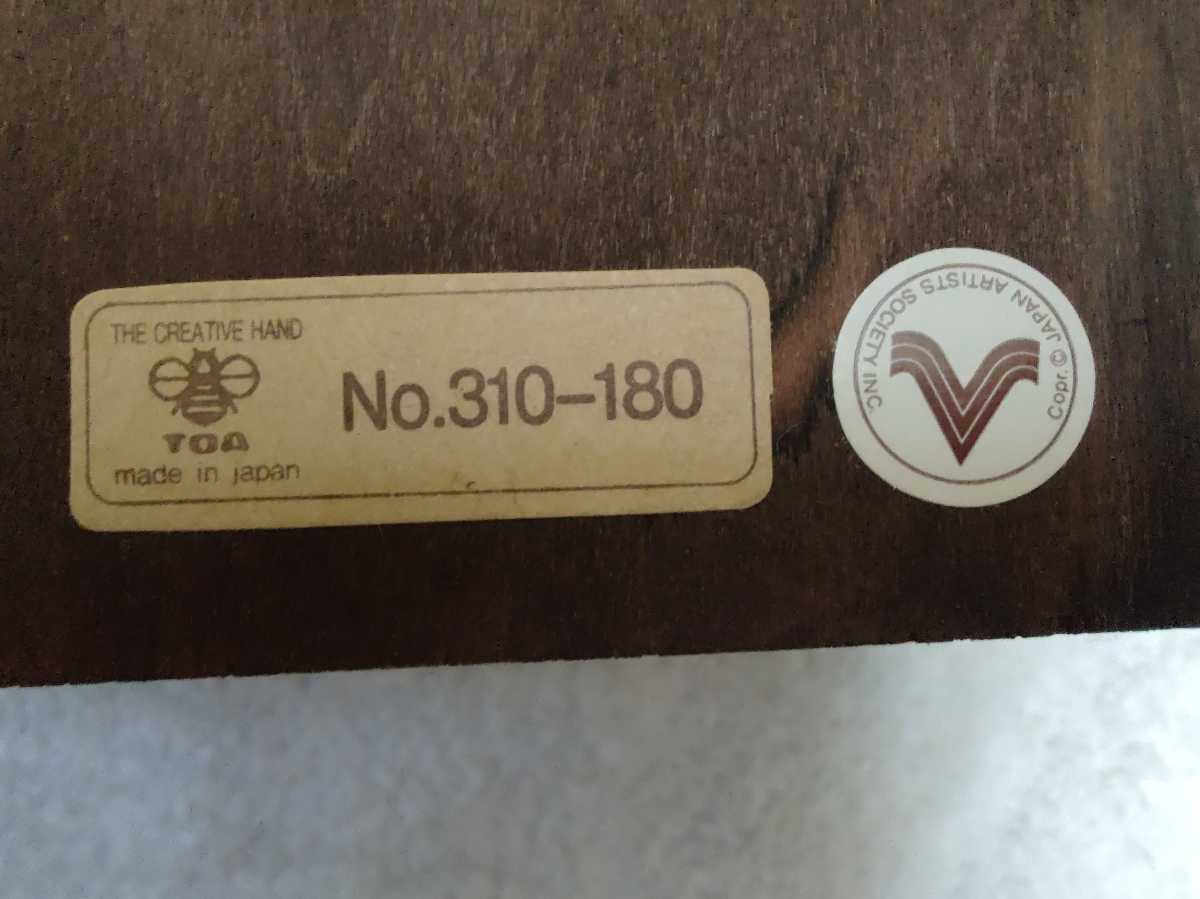 THE CREATIVE HAND
TOA
made in japan
No.310-180
Copr. © JAPAN ARTISTS SOCIETY INC.